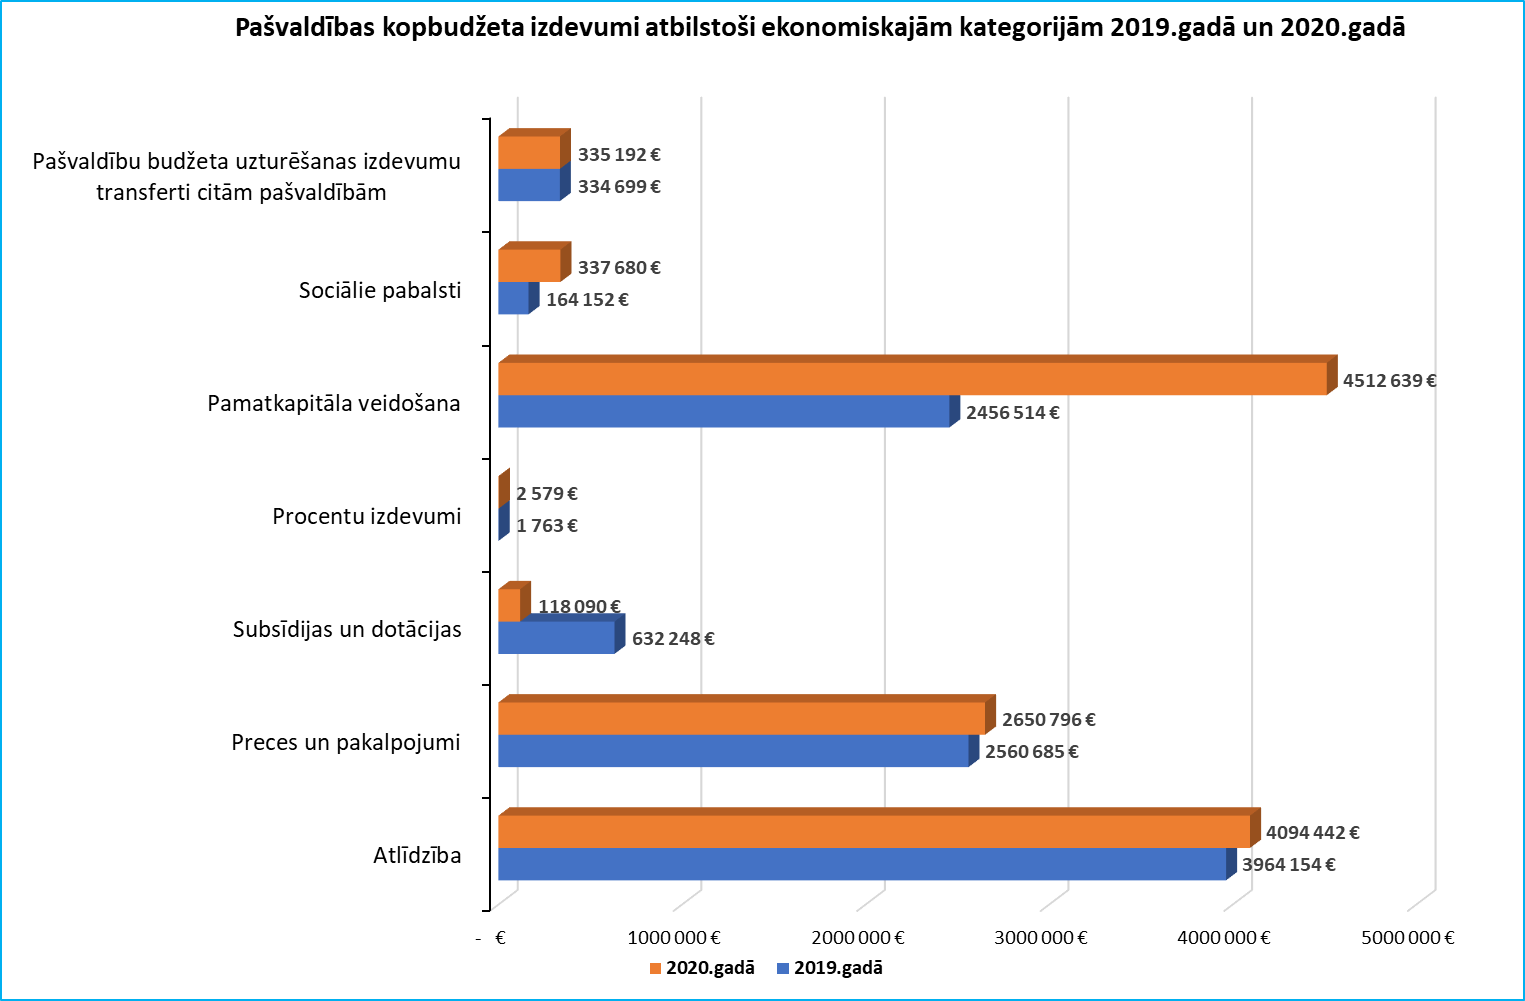 Pašvaldības kopbudžeta izdevumi atbilstoši ekonomiskajām kategorijām 2019.gadā un 2020.gadā
Pašvaldību budžeta uzturēšanas izdevumu
transferti citām pašvaldībām
335 192 €
334 699 €
Sociālie pabalsti
337 680 €
164 152 €
Pamatkapitāla veidošana
4512 639 €
2456 514 €
Procentu izdevumi
2 579 €
1 763 €
Subsīdijas un dotācijas
118 090 €
632 248 €
Preces un pakalpojumi
2650 796 €
2560 685 €
Atlīdzība
4094 442 €
3964 154 €
- € 1000 000 € 2000 000 € 3000 000 € 4000 000 € 5000 000 €
2020.gadā 2019.gadā